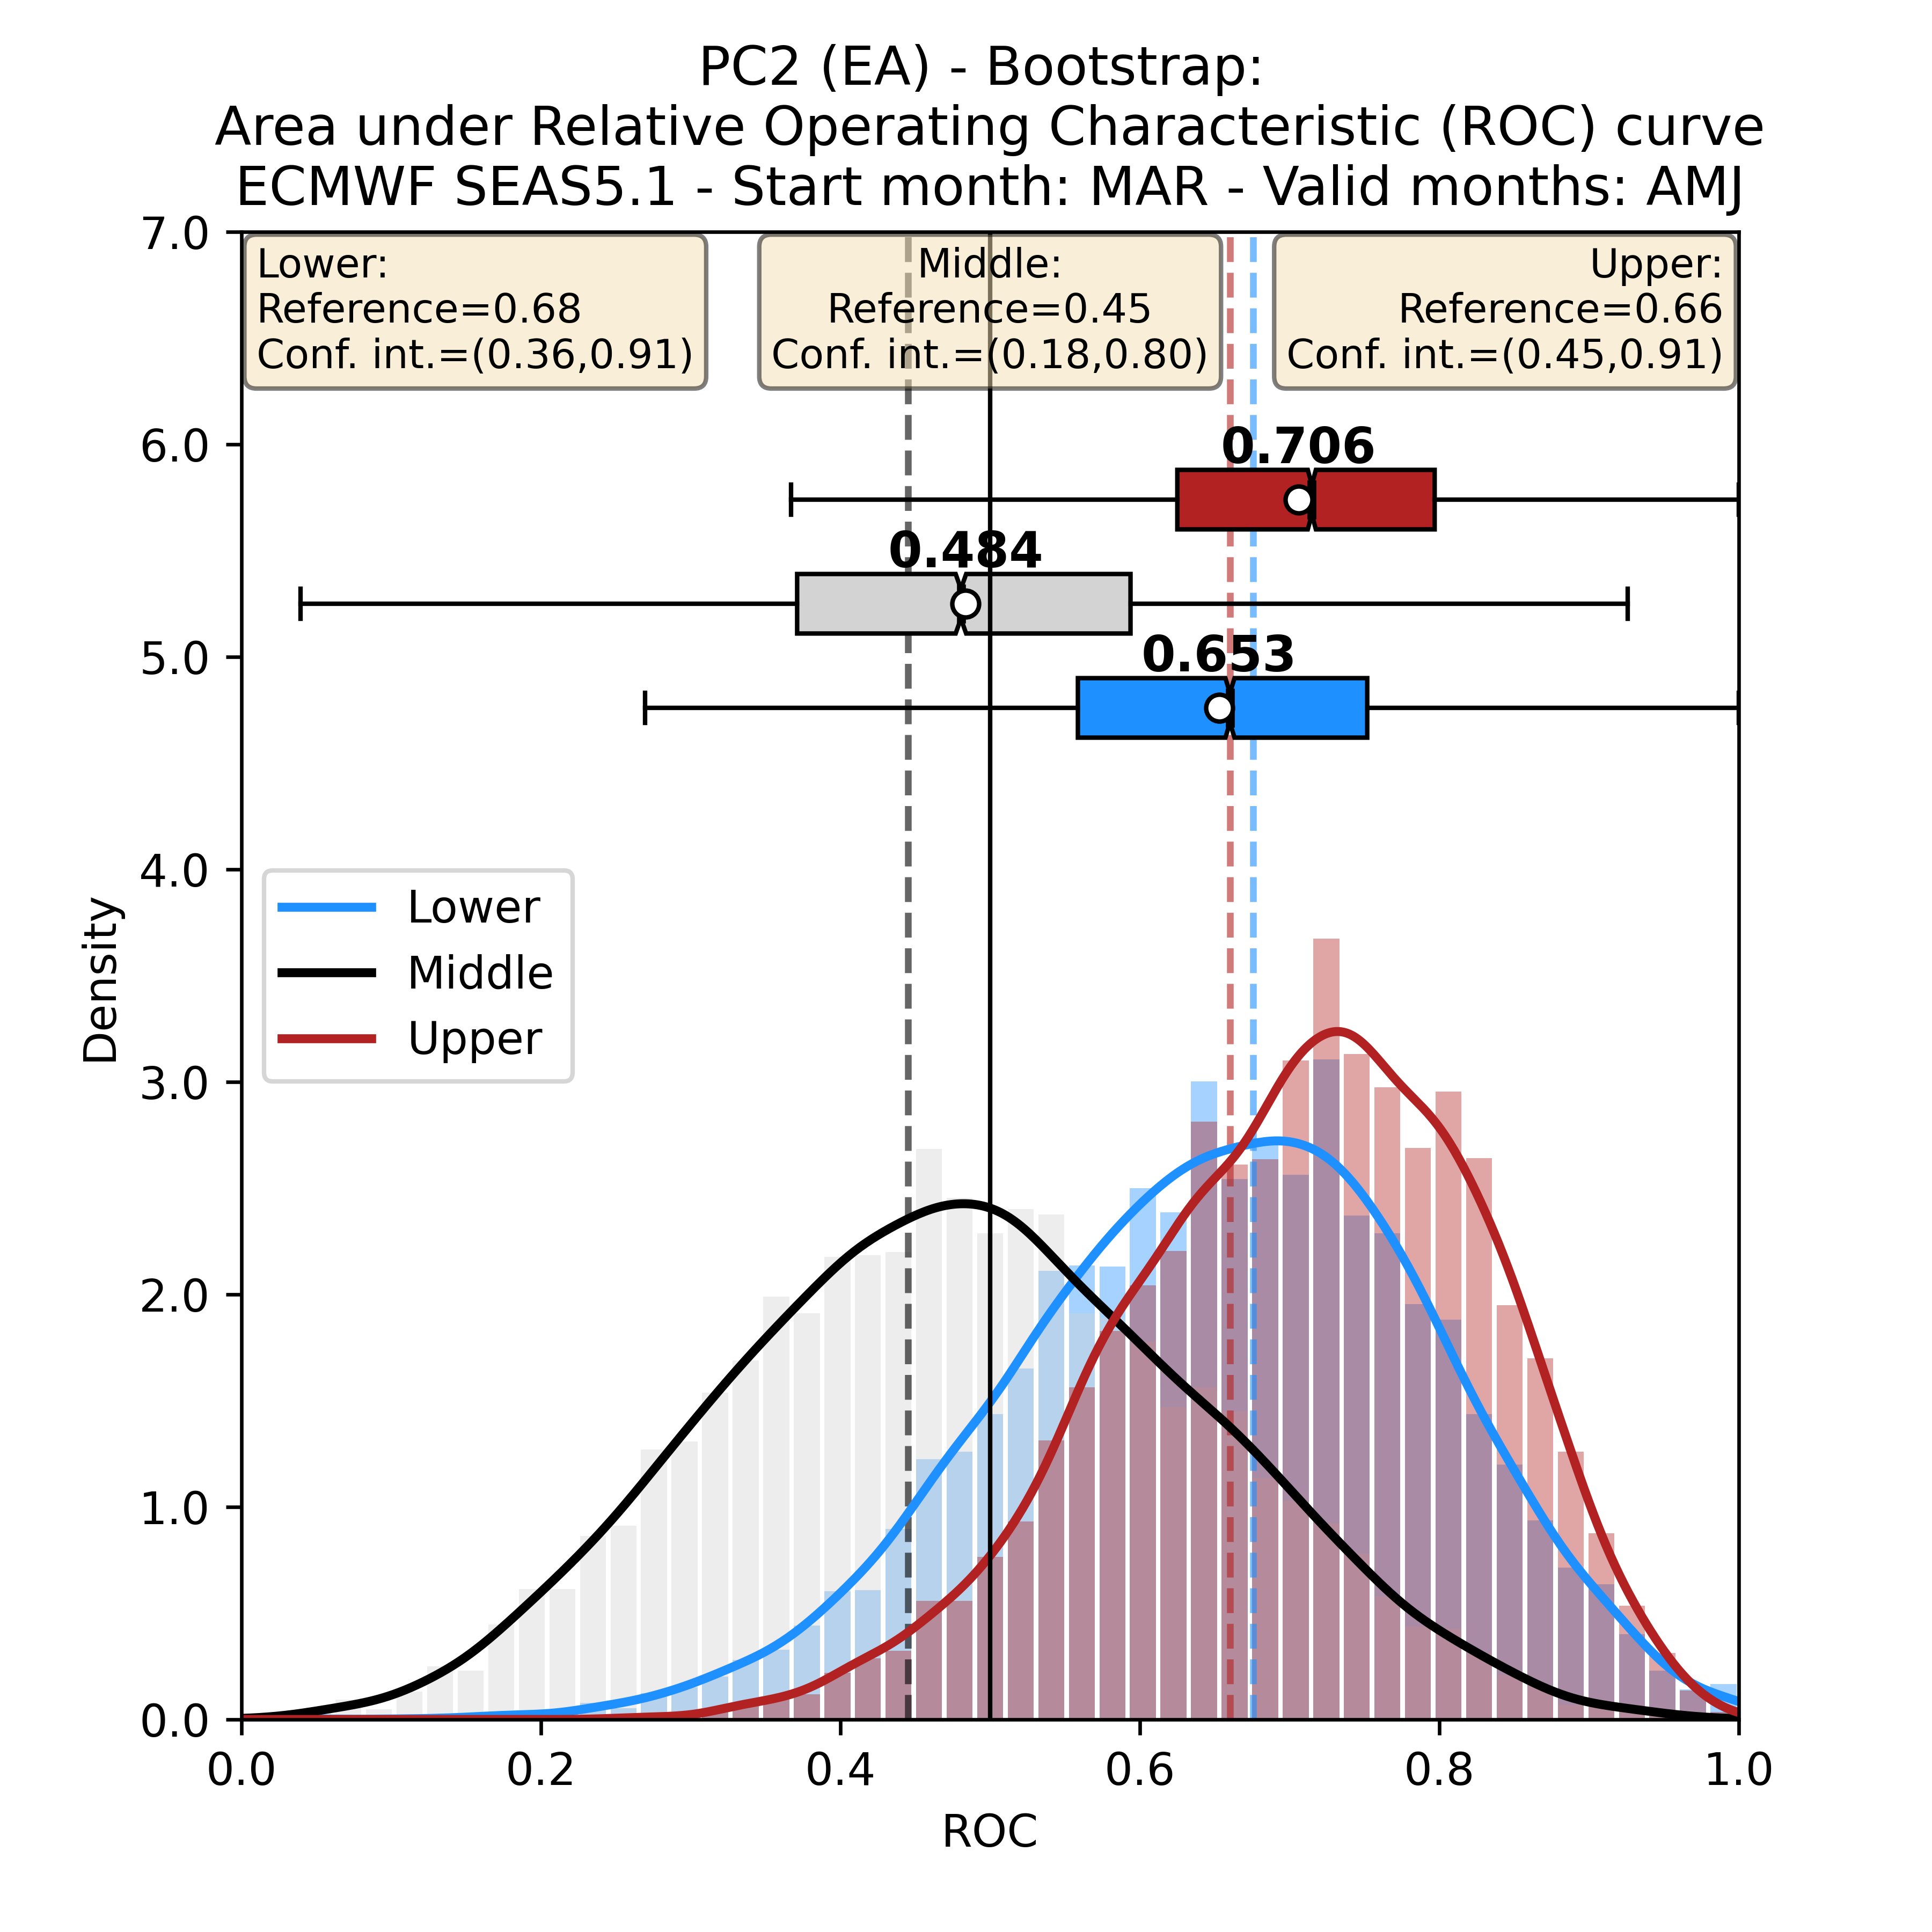 PC2 (EA) - Bootstrap:
Area under Relative Operating Characteristic (ROC) curve
ECMWF SEAS5.1 - Start month: MAR - Valid months: AMJ
Lower:
Reference=0.68
Conf. int.=(0.36,0.91)
Middle:
Reference=0.45
Conf. int.=(0.18,0.80)
Upper:
Reference=0.66
Conf. int.=(0.45,0.91)
0.706
0.484
0.653
7.0
6.0
5.0
4.0
3.0
2.0
1.0
0.0
Density
Lower
Middle
Upper
0.0
0.2
0.4
0.6
0.8
1.0
ROC